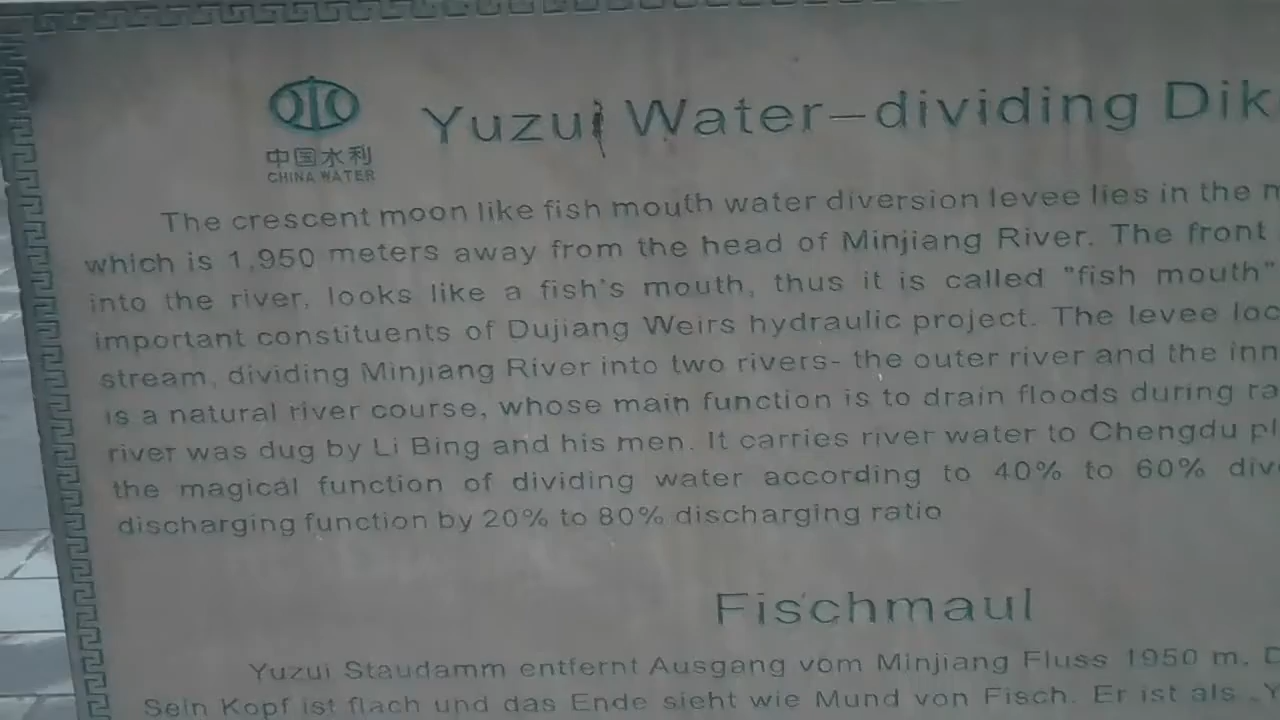 中国水利
CHINA WATER
Yuzui Water-dividing
The crescent moon like fish mouth water diversion levee lies in the
which is 1,950 meters away from the head of Minjiang River. The front
into the river, looks like a fish's mouth, thus it is called "fish mouth"
important constituents of Dujiang Weirs hydraulic project. The levee
stream, dividing Minjiang River into two rivers- the outer river and the
is a natural river course, whose main function is to drain floods during
river was dug by Li Bing and his men. It carries river water to Chengdu
the magical function of dividing water according to 40% to 60%
discharging function by 20% to 80% discharging ratio
Fischmaul
Yuzui Staudamm entfernt Ausgang vom Minjiang Fluss 1950 m.
Sein Kopf ist flach und das Ende sieht wie Mund von Fisch. Er ist als